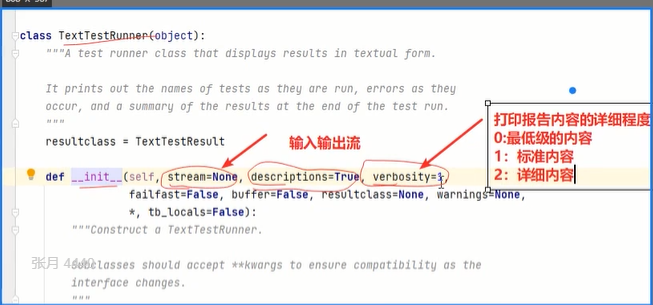 class TextTestRunner(object):
"""A test runner class that displays results in textual form.
It prints out the names of tests as they are run, errors as they
occur, and a summary of the results at the end of the test run.
"""
resultclass = TextTestResult
输入输出流
打印报告内容的详细程度
0:最低级的内容
1：标准内容
2：详细内容
def __init__(self, stream=None, descriptions=True, verbosity=1,
failfast=False, buffer=False, resultclass=None, warnings=None,
*, tb_locals=False):
"""Construct a TextTestRunner.
张月
Subclasses should accept **kwargs to ensure compatibility as the
interface changes.
"""